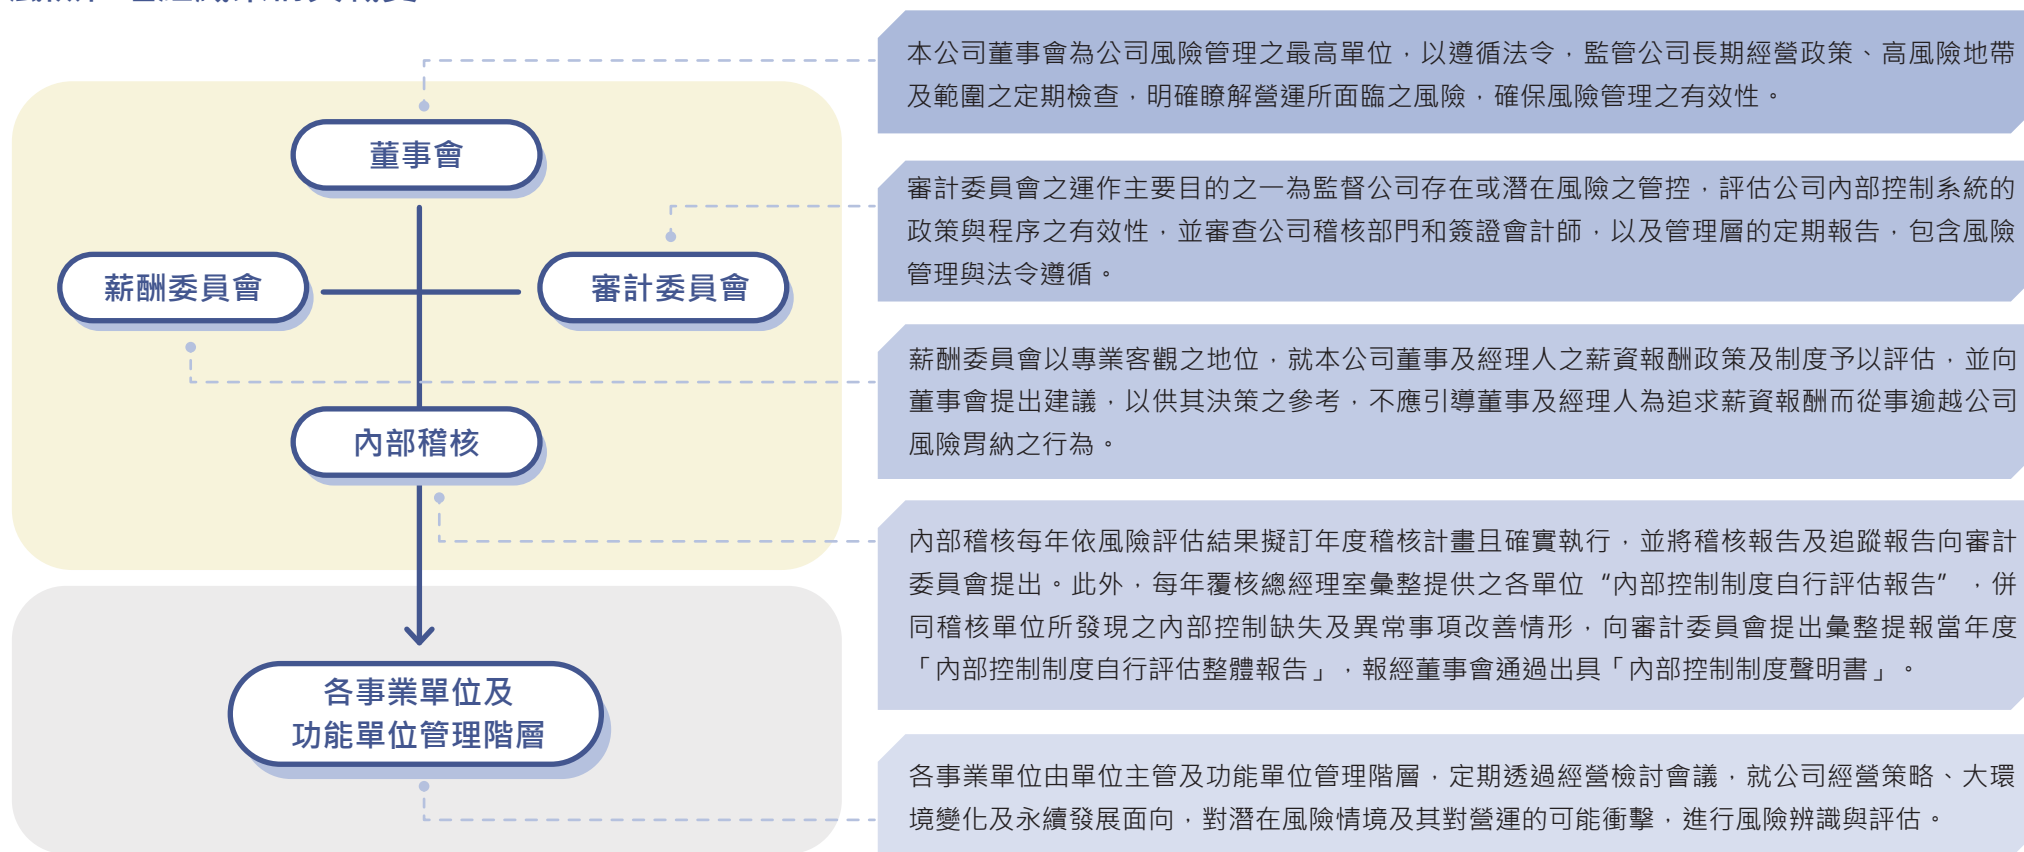 董事會
薪酬委員會
審計委員會
內部稽核
各事業單位及
功能單位管理階層
本公司董事會為公司風險管理之最高單位，以遵循法令，監管公司長期經營政策、高風險地帶
及範圍之定期檢查，明確瞭解營運所面臨之風險，確保風險管理之有效性。
審計委員會之運作主要目的之一為監督公司存在或潛在風險之管控，評估公司內部控制系統的
政策與程序之有效性，並審查公司稽核部門和簽證會計師，以及管理層的定期報告，包含風險
管理與法令遵循。
薪酬委員會以專業客觀之地位，就本公司董事及經理人之薪資報酬政策及制度予以評估，並向
董事會提出建議，以供其決策之參考，不應引導董事及經理人為追求薪資報酬而從事逾越公司
風險胃納之行為。
內部稽核每年依風險評估結果擬訂年度稽核計畫且確實執行，並將稽核報告及追蹤報告向審計
委員會提出。此外，每年覆核總經理室彙整提供之各單位“內部控制制度自行評估報告”，併
同稽核單位所發現之內部控制缺失及異常事項改善情形，向審計委員會提出彙整提報當年度
「內部控制制度自行評估整體報告」，報經董事會通過出具「內部控制制度聲明書」。
各事業單位由單位主管及功能單位管理階層，定期透過經營檢討會議，就公司經營策略、大環
境變化及永續發展面向，對潛在風險情境及其對營運的可能衝擊，進行風險辨識與評估。